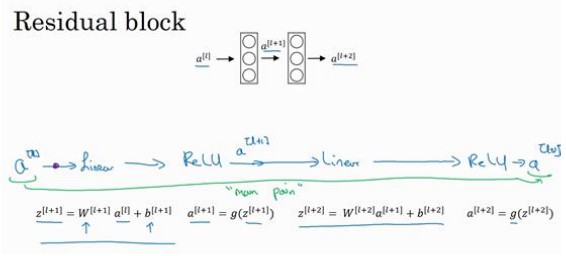 Residual block
a^[l] → a^[l+1] → a^[l+2]
a^[l] → Linear → ReLU a^[l+1] → Linear → ReLU → a^[l+2]
"main path"
z^[l+1] = W^[l+1] a^[l] + b^[l+1] a^[l+1] = g(z^[l+1]) z^[l+2] = W^[l+2] a^[l+1] + b^[l+2] a^[l+2] = g(z^[l+2])